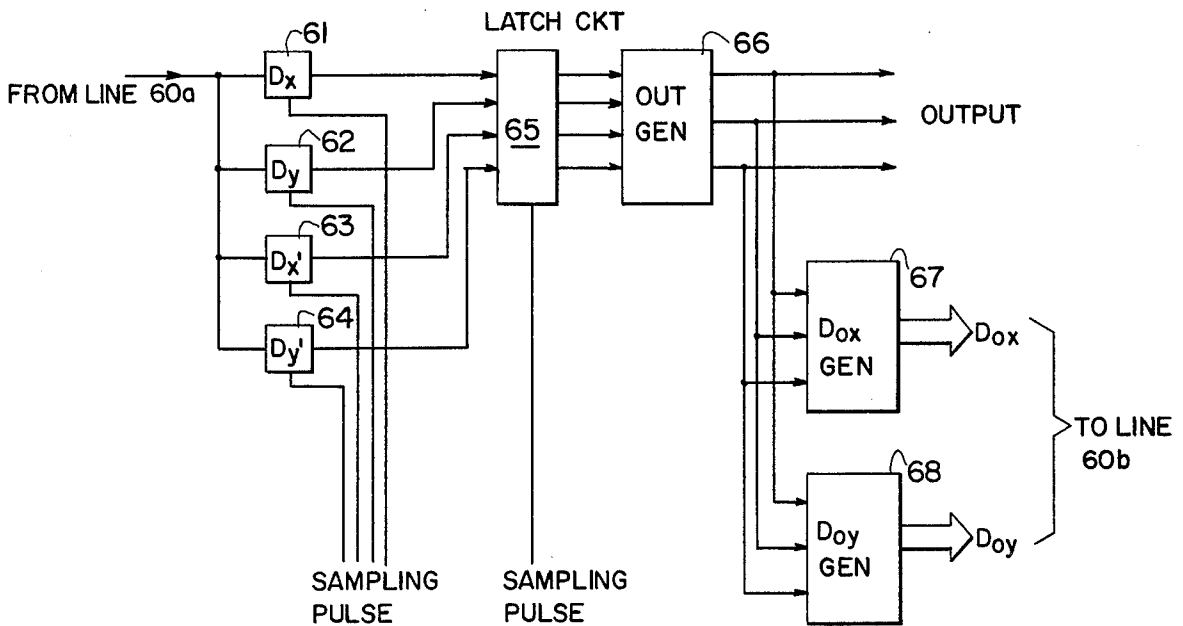 LATCH CKT
61
66
FROM LINE 60a
Dx
65
OUT
GEN
OUTPUT
62
Dy
63
Dx'
64
Dy'
67
Dox
GEN
Dox
TO LINE
60b
68
Doy
GEN
Doy
SAMPLING
PULSE
SAMPLING
PULSE